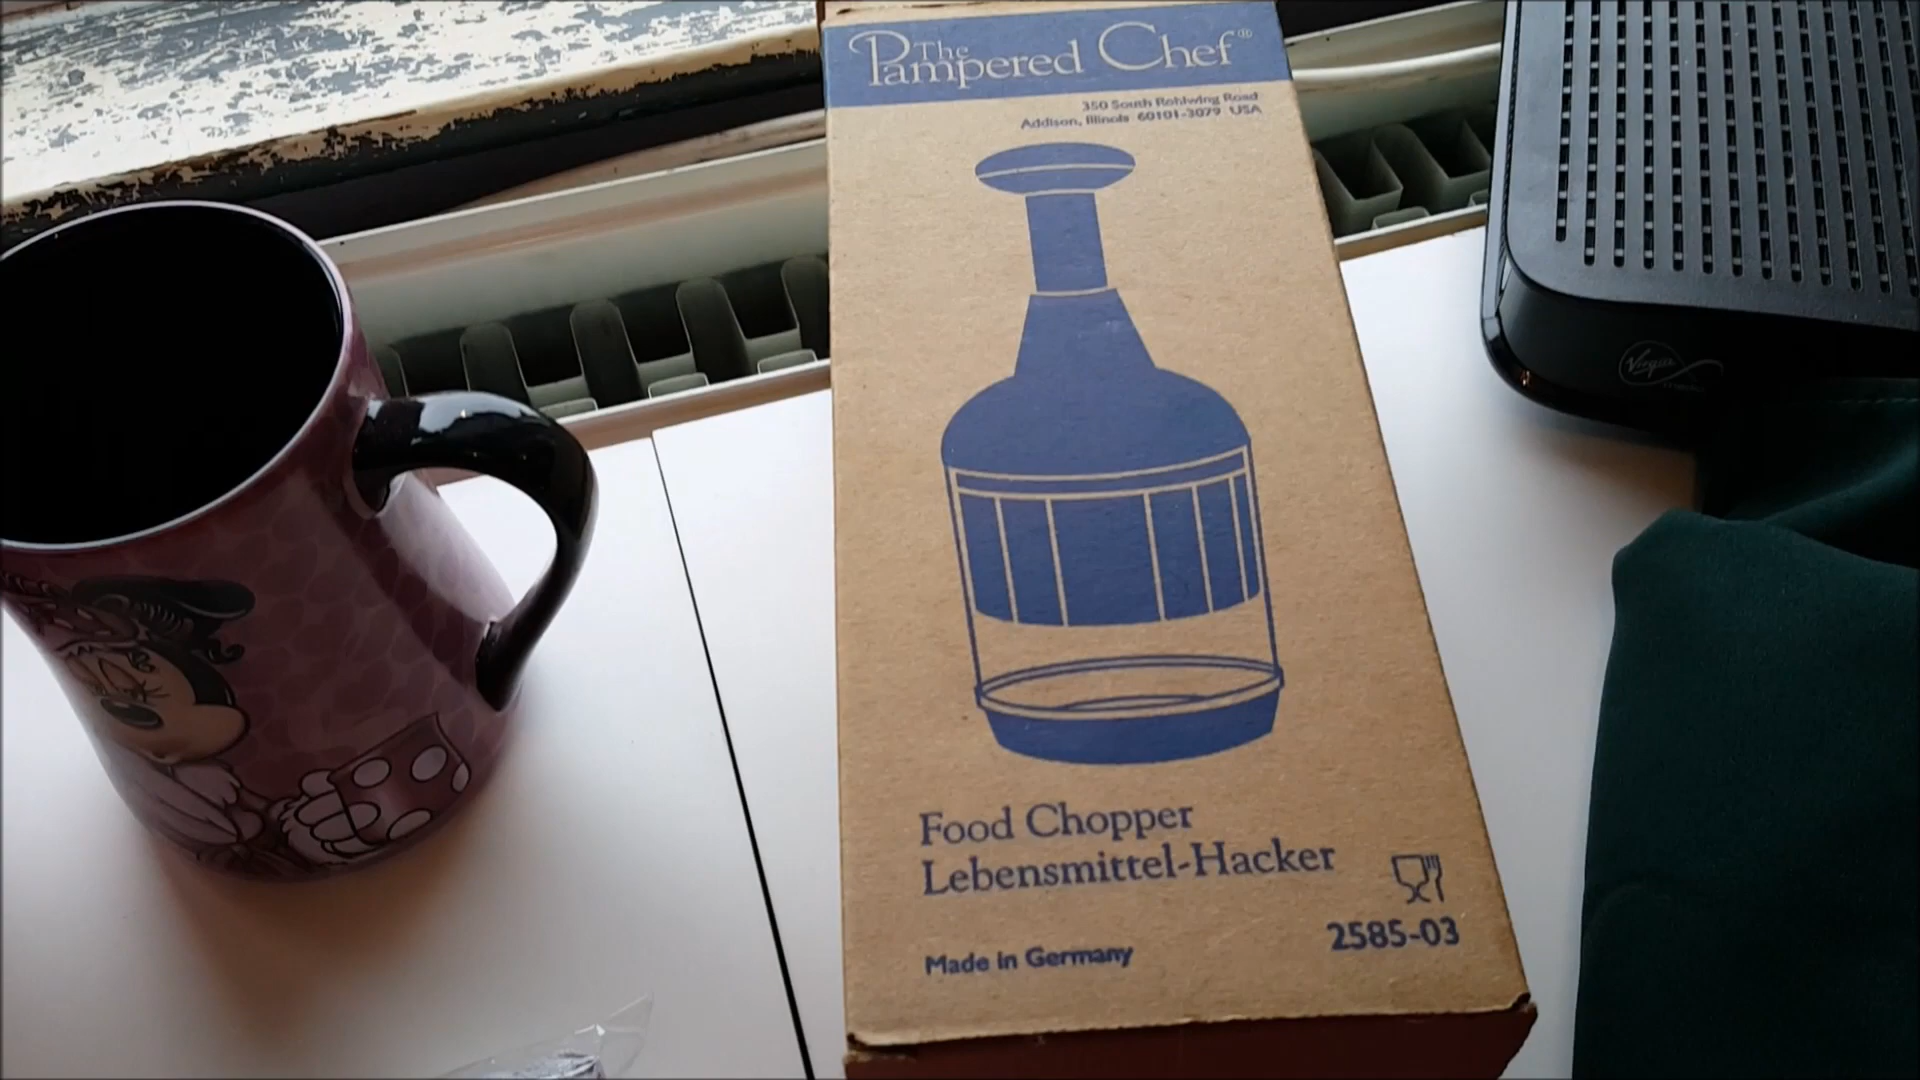 The
Pampered Chef®
350 South Rohlwing Road
Addison, Illinois 60101-3079 USA
Food Chopper
Lebensmittel-Hacker
2585-03
Made in Germany
Virgin